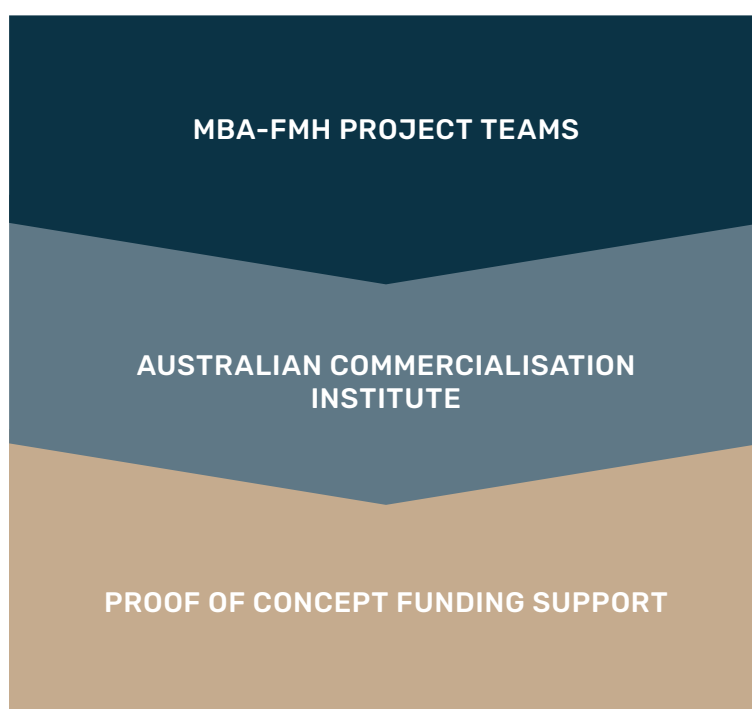 MBA-FMH PROJECT TEAMS
AUSTRALIAN COMMERCIALISATION
INSTITUTE
PROOF OF CONCEPT FUNDING SUPPORT